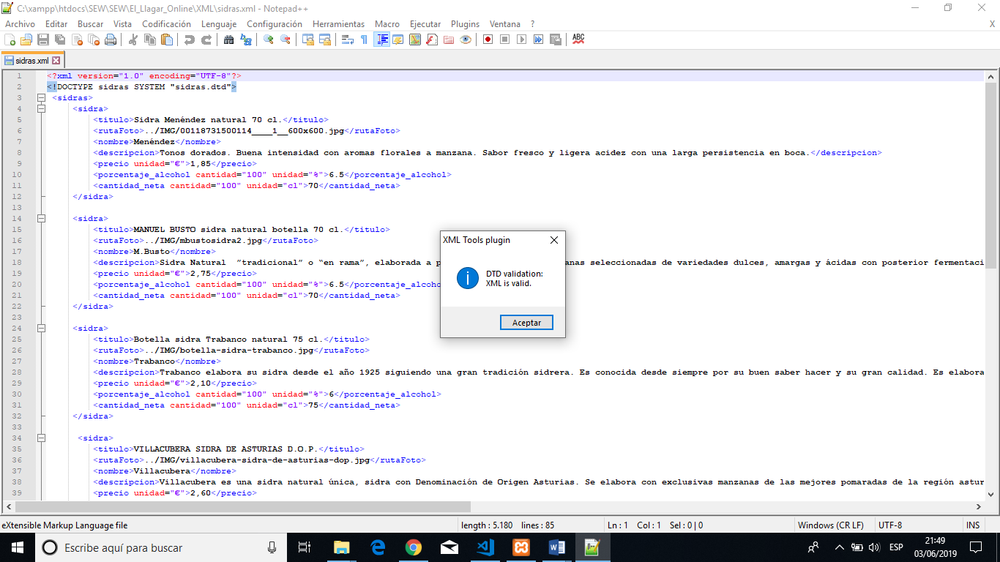 C:\xampp\htdocs\SEW\SEW\El_Llagar_Online\XML\sidras.xml - Notepad++
Archivo Editar Buscar Vista Codificación Lenguaje Configuración Herramientas Macro Ejecutar Plugins Ventana ? X
ABC
sidras.xml
1 <?xml version="1.0" encoding="UTF-8"?>
2 <!DOCTYPE sidras SYSTEM "sidras.dtd">
3 <sidras>
4 <sidra>
5 <titulo>Sidra Menéndez natural 70 cl.</titulo>
6 <rutaFoto>../IMG/00118731500114____1__600x600.jpg</rutaFoto>
7 <nombre>Menéndez</nombre>
8 <descripcion>Tonos dorados. Buena intensidad con aromas florales a manzana. Sabor fresco y ligera acidez con una larga persistencia en boca.</descripcion>
9 <precio unidad="€">1,85</precio>
10 <porcentaje_alcohol cantidad="100" unidad="%">6.5</porcentaje_alcohol>
11 <cantidad_neta cantidad="100" unidad="cl">70</cantidad_neta>
12 </sidra>
13
14 <sidra>
15 <titulo>MANUEL BUSTO sidra natural botella 70 cl.</titulo>
16 <rutaFoto>../IMG/mbustosidra2.jpg</rutaFoto>
17 <nombre>M.Busto</nombre>
18 <descripcion>Sidra Natural ”tradicional” o “en rama”, elaborada a p anas seleccionadas de variedades dulces, amargas y ácidas con posterior fermentaci
19 <precio unidad="€">2,75</precio>
20 <porcentaje_alcohol cantidad="100" unidad="%">6.5</porcentaje_alcoho
21 <cantidad_neta cantidad="100" unidad="cl">70</cantidad_neta>
22 </sidra>
23
24 <sidra>
25 <titulo>Botella sidra Trabanco natural 75 cl.</titulo>
26 <rutaFoto>../IMG/botella-sidra-trabanco.jpg</rutaFoto>
27 <nombre>Trabanco</nombre>
28 <descripcion>Trabanco elabora su sidra desde el año 1925 siguiendo una gran tradición sidrera. Es conocida desde siempre por su buen saber hacer y su gran calidad. Es elabora
29 <precio unidad="€">2,10</precio>
30 <porcentaje_alcohol cantidad="100" unidad="%">6</porcentaje_alcohol>
31 <cantidad_neta cantidad="100" unidad="cl">75</cantidad_neta>
32 </sidra>
33
34 <sidra>
35 <titulo>VILLACUBERA SIDRA DE ASTURIAS D.O.P.</titulo>
36 <rutaFoto>../IMG/villacubera-sidra-de-asturias-dop.jpg</rutaFoto>
37 <nombre>Villacubera</nombre>
38 <descripcion>Villacubera es una sidra natural única, sidra con Denominación de Origen Asturias. Se elabora con exclusivas manzanas de las mejores pomaradas de la región astur
39 <precio unidad="€">2,60</precio>
XML Tools plugin
DTD validation:
XML is valid.
Aceptar
eXtensible Markup Language file length : 5.180 lines : 85 Ln : 1 Col : 1 Sel : 0 | 0 Windows (CR LF) UTF-8 INS
Escribe aquí para buscar
ESP
21:49
03/06/2019